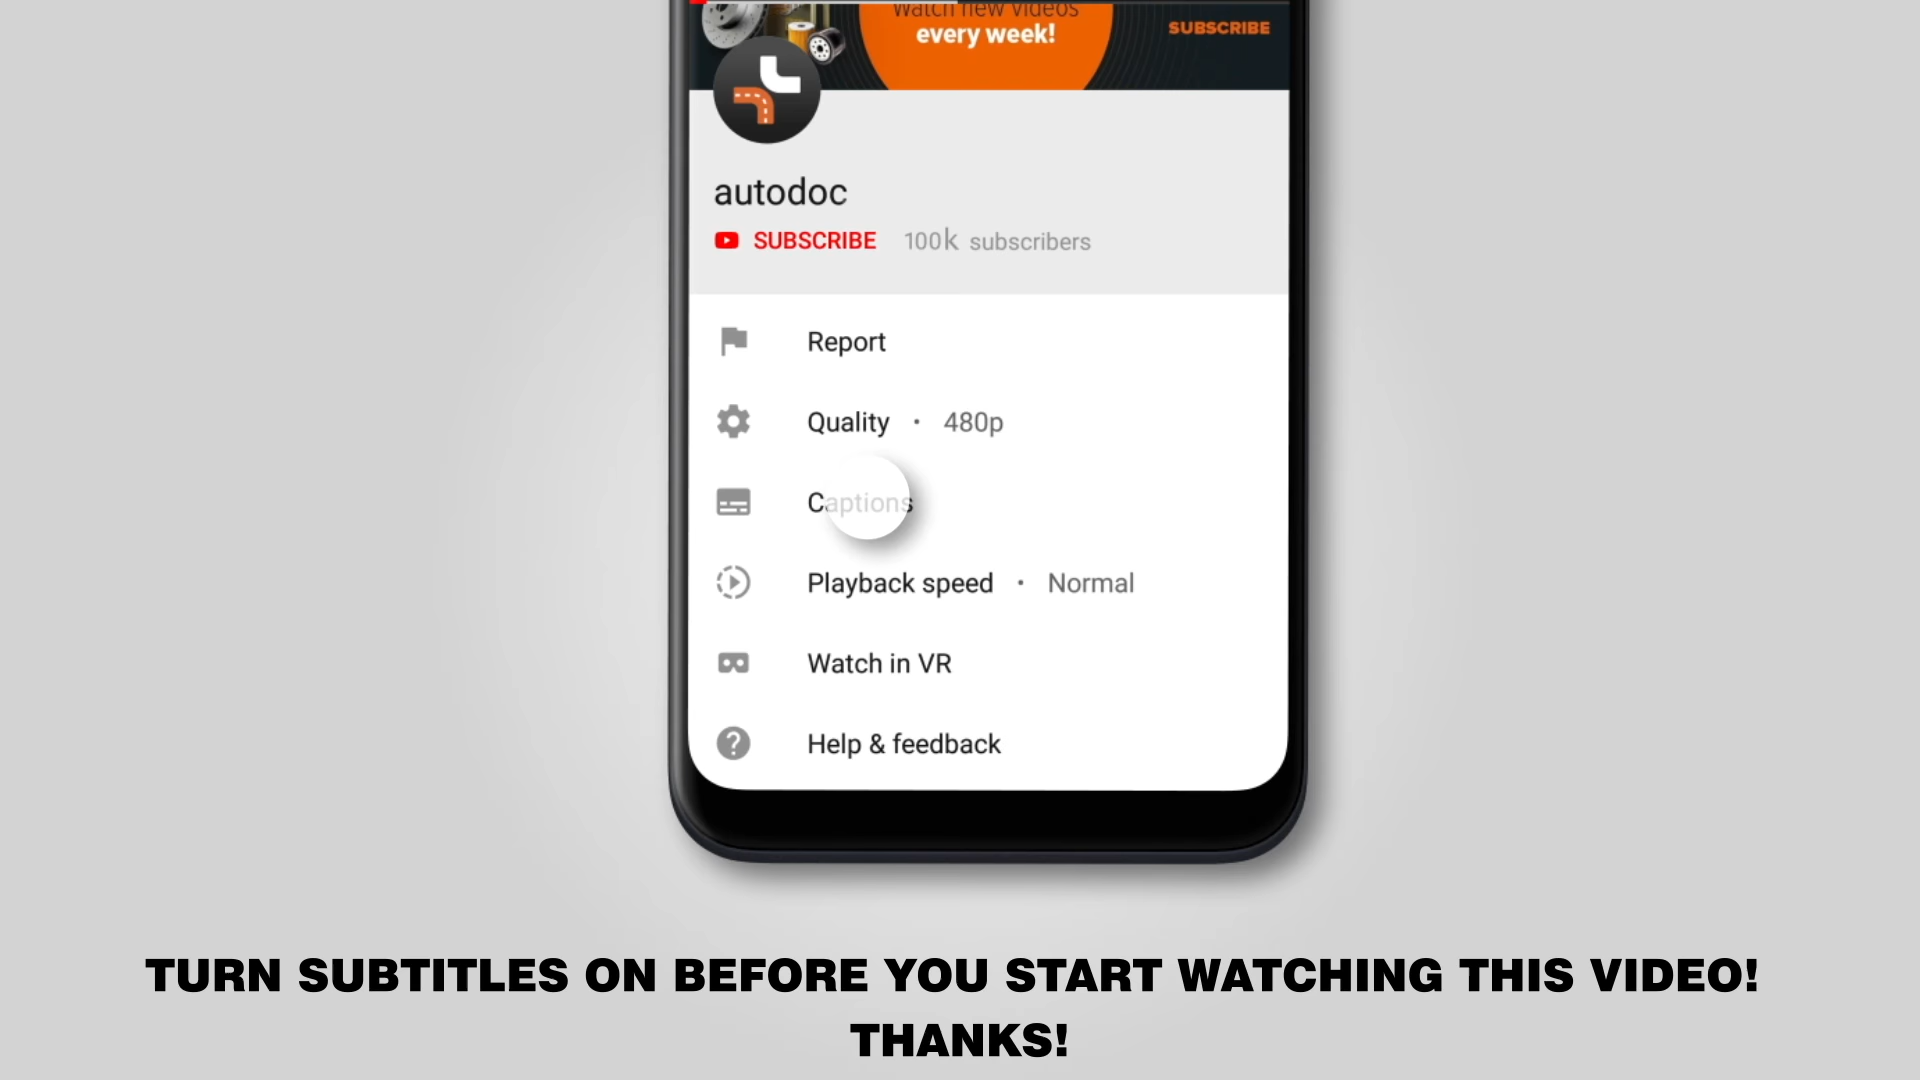 Watch new videos
every week!
SUBSCRIBE
autodoc
SUBSCRIBE 100k subscribers
Report
Quality • 480p
Captions
Playback speed • Normal
Watch in VR
Help & feedback
TURN SUBTITLES ON BEFORE YOU START WATCHING THIS VIDEO!
THANKS!